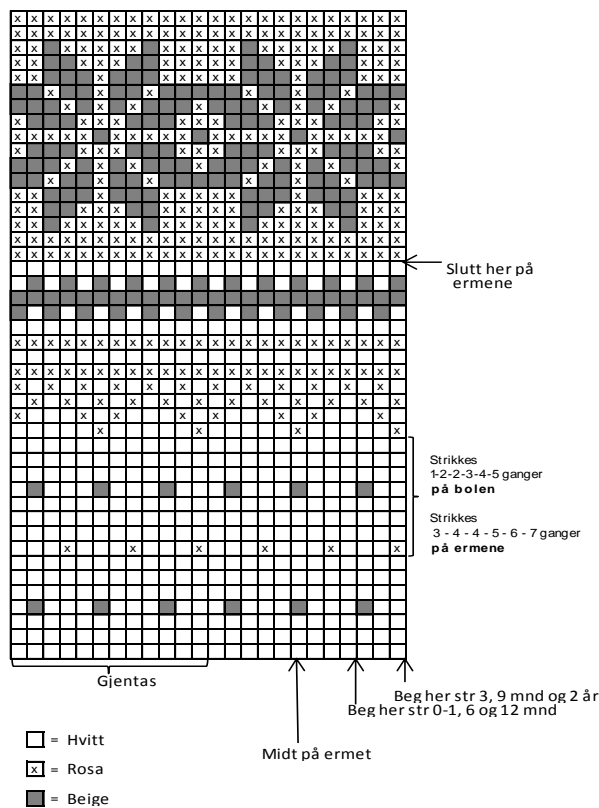 Slutt her på
ermene
Strikkes
1-2-2-3-4-5 ganger
på bolen
Strikkes
3 - 4 - 4 - 5 - 6 - 7 ganger
på ermene
Gjentas
Beg her str 3, 9 mnd og 2 år
Beg her str 0-1, 6 og 12 mnd
Midt på ermet
= Hvitt
x = Rosa
= Beige